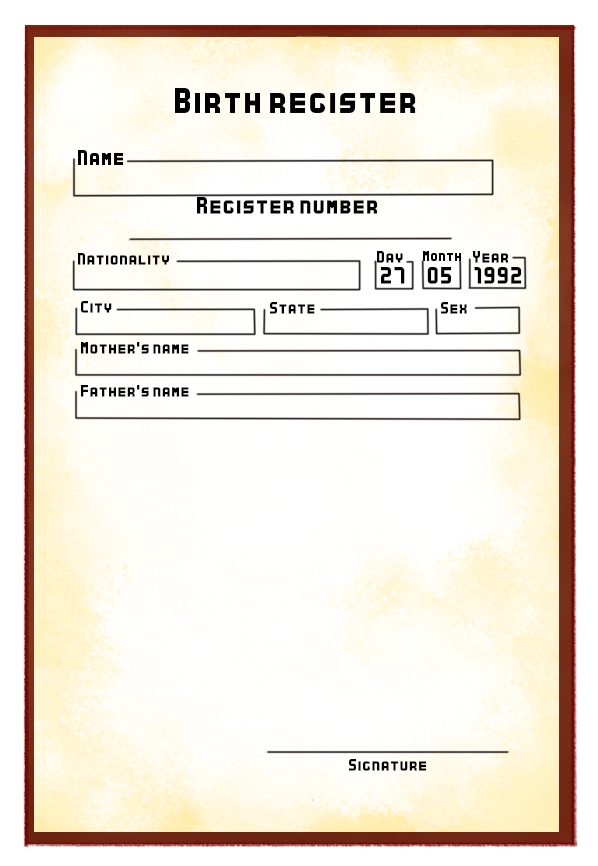 Birth register
Name
Register number
Nationality Day Month Year
27 05 1992
City State Sex
Mother's name
Father's name
Signature